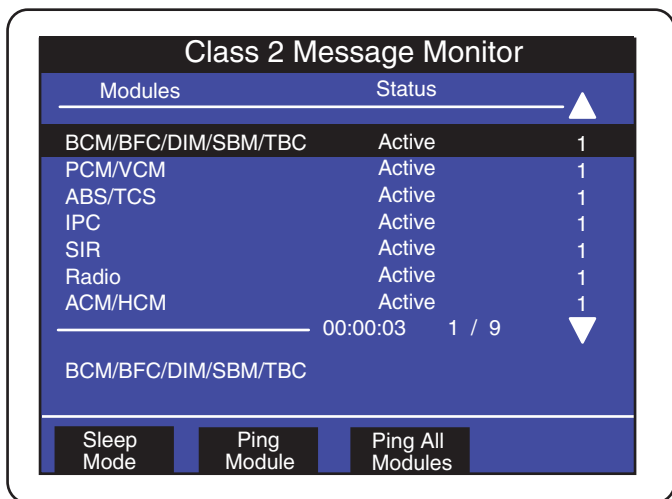 Class 2 Message Monitor
Modules Status
BCM/BFC/DIM/SBM/TBC Active 1
PCM/VCM Active 1
ABS/TCS Active 1
IPC Active 1
SIR Active 1
Radio Active 1
ACM/HCM Active 1
00:00:03 1 / 9
BCM/BFC/DIM/SBM/TBC
Sleep Mode
Ping Module
Ping All Modules